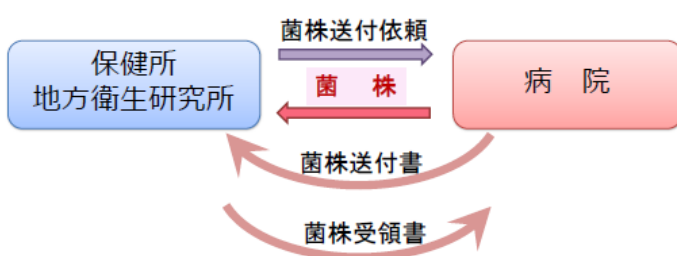 菌株送付依頼
保健所
地方衛生研究所
菌　株
病　院
菌株送付書
菌株受領書